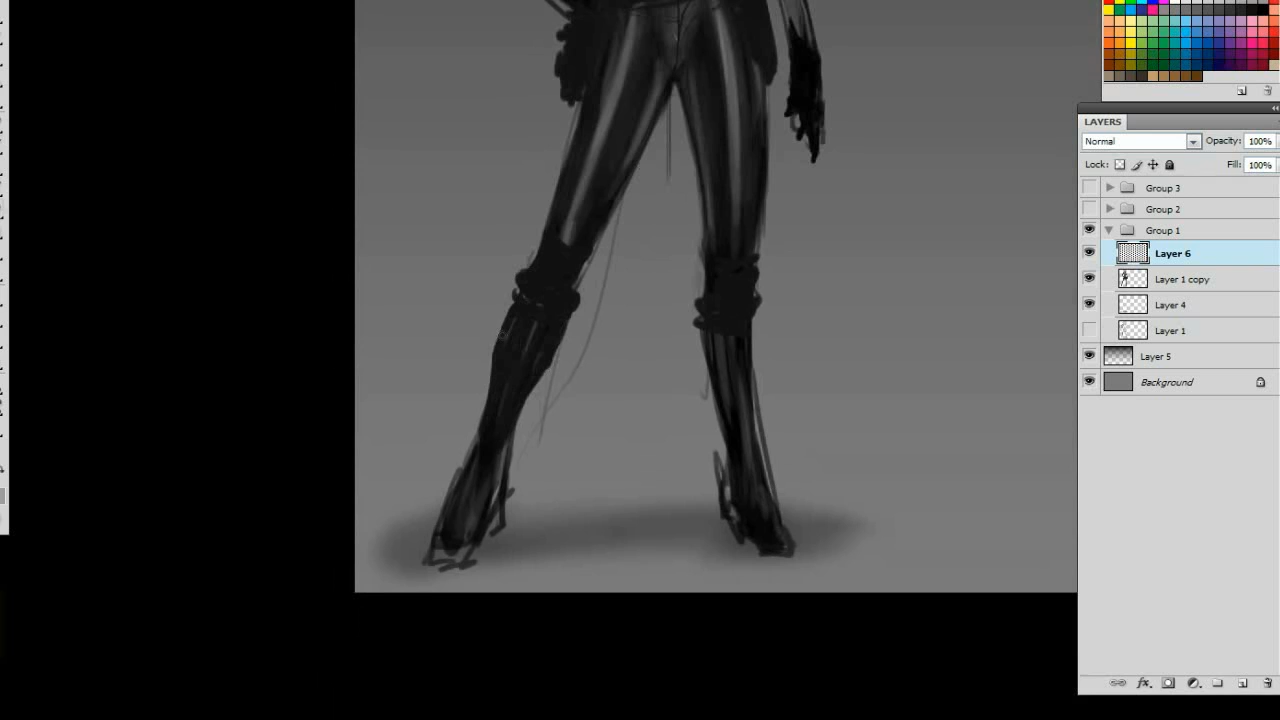 LAYERS
Normal Opacity: 100%
Lock: Fill: 100%
Group 3
Group 2
Group 1
Layer 6
Layer 1 copy
Layer 4
Layer 1
Layer 5
Background
fx